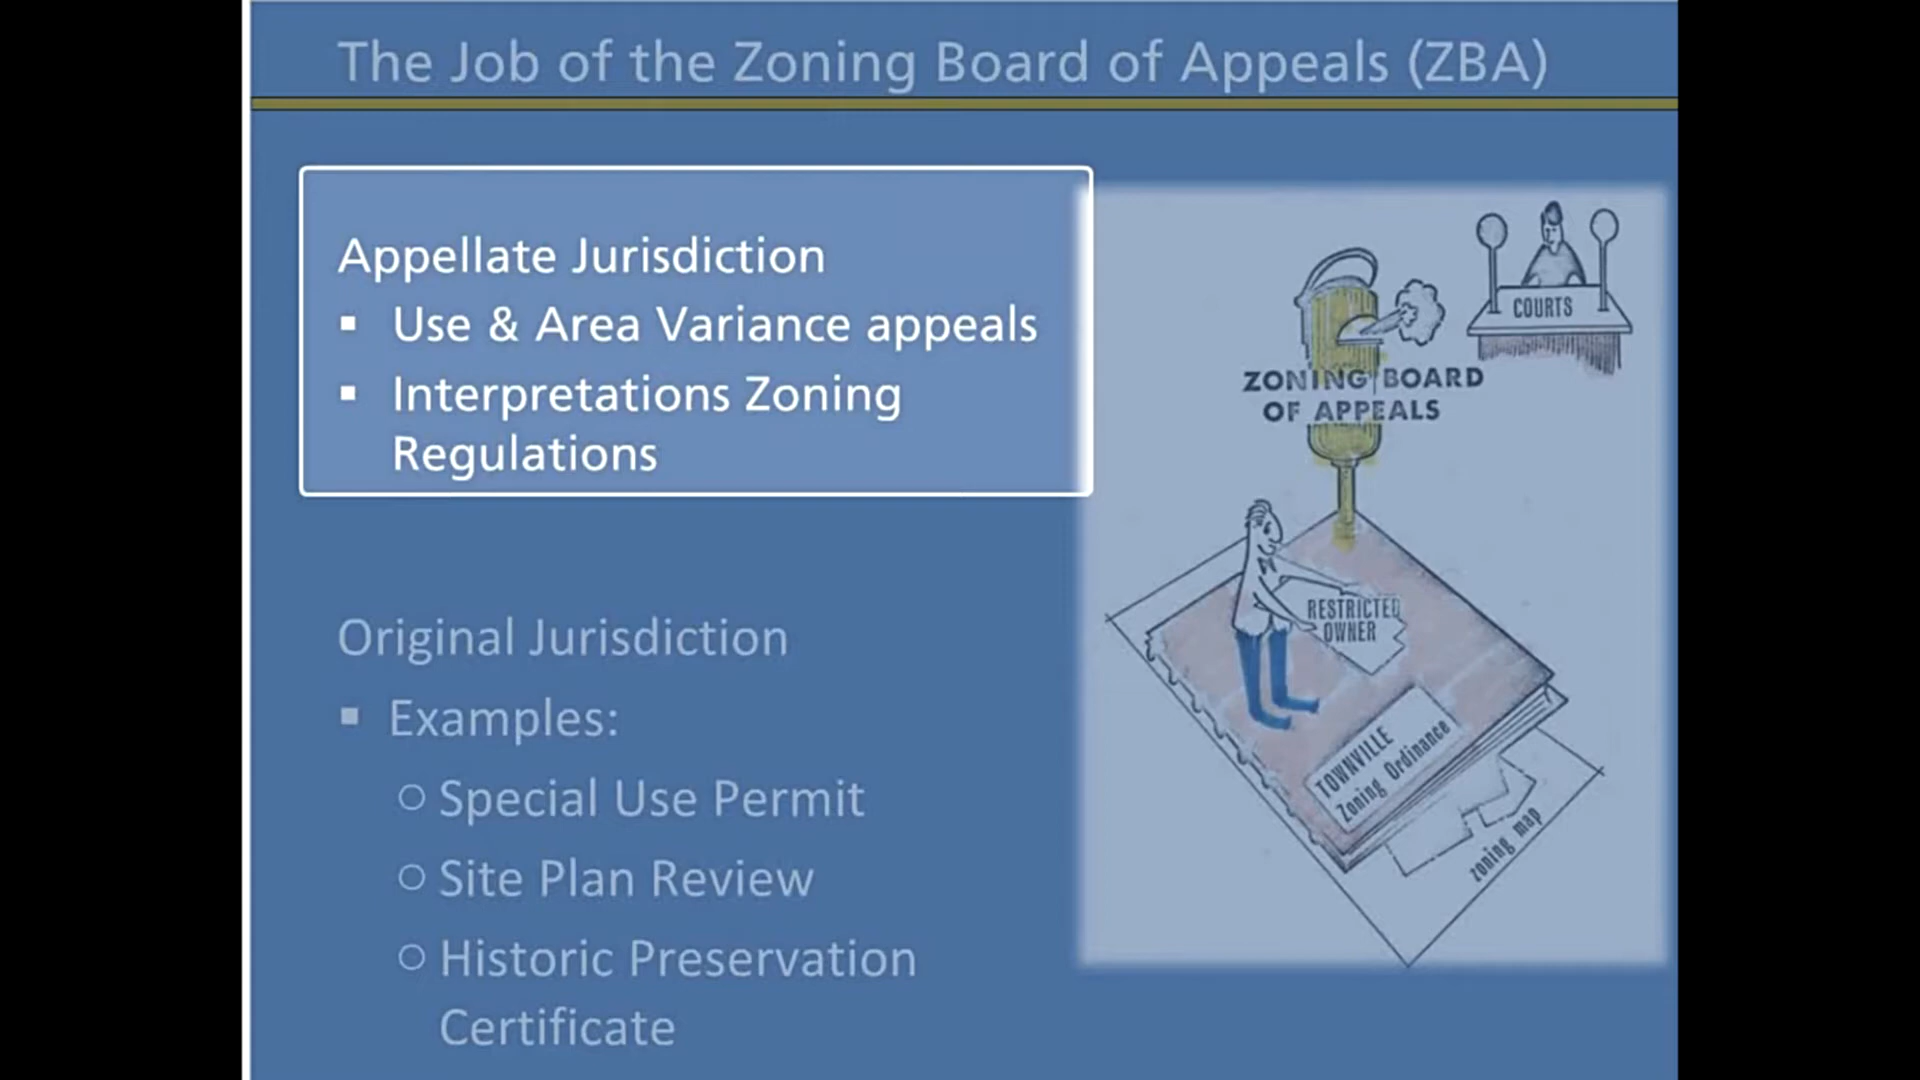 The Job of the Zoning Board of Appeals (ZBA)
Appellate Jurisdiction
▪ Use & Area Variance appeals
▪ Interpretations Zoning
Regulations
Original Jurisdiction
▪ Examples:
○ Special Use Permit
○ Site Plan Review
○ Historic Preservation
Certificate
COURTS
ZONING BOARD
OF APPEALS
RESTRICTED
OWNER
TOWNVILLE
Zoning Ordinance
zoning map